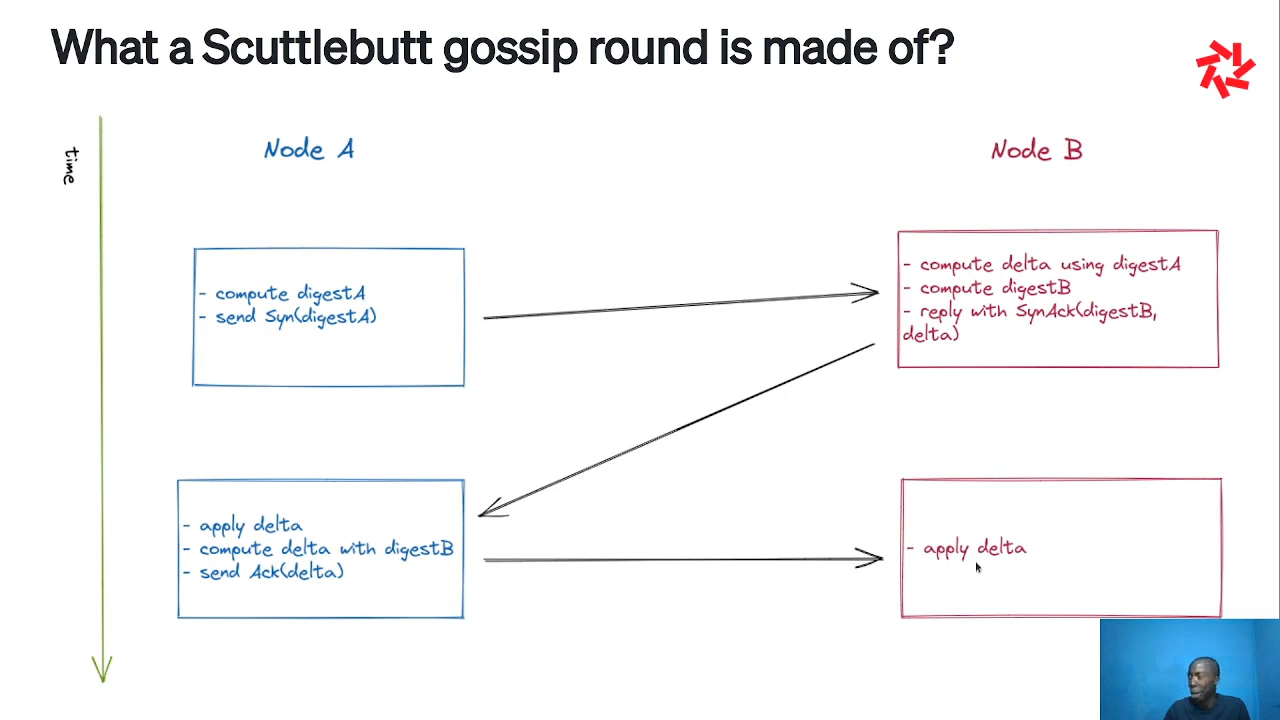 What a Scuttlebutt gossip round is made of?
time
Node A
Node B
- compute digestA
- send Syn(digestA)
- compute delta using digestA
- compute digestB
- reply with SynAck(digestB,
delta)
- apply delta
- compute delta with digestB
- send Ack(delta)
- apply delta